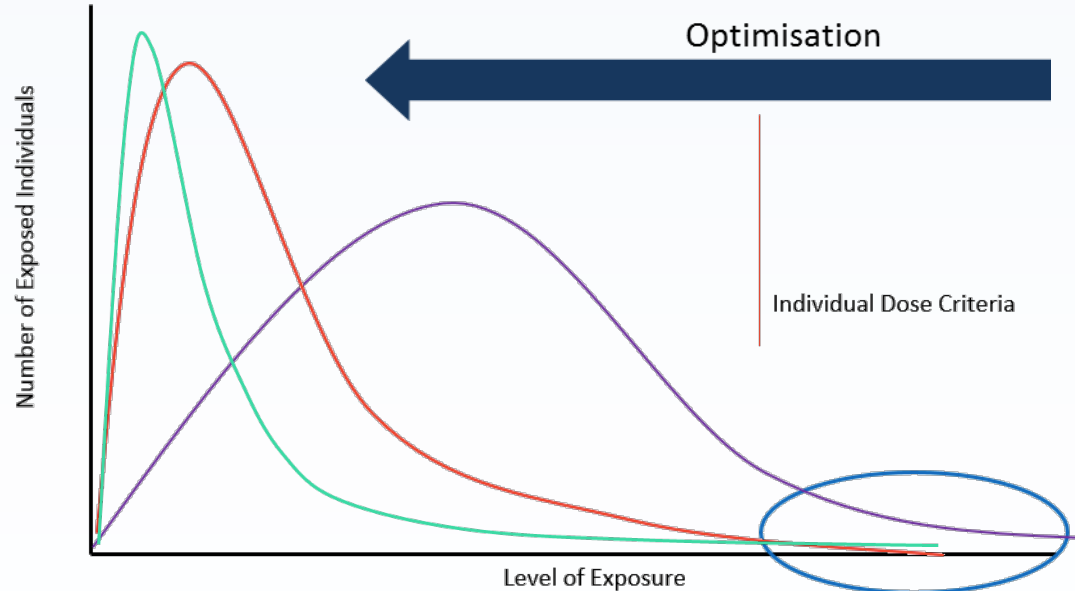 Optimisation
Number of Exposed Individuals
Individual Dose Criteria
Level of Exposure